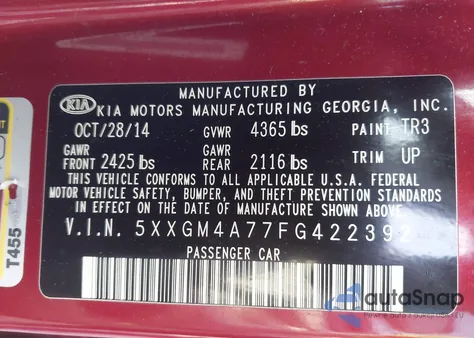 MANUFACTURED BY
KIA KIA MOTORS MANUFACTURING GEORGIA, INC.
OCT/28/14 GVWR 4365 lbs PAINT TR3
GAWR GAWR
FRONT 2425 lbs REAR 2116 lbs TRIM UP
THIS VEHICLE CONFORMS TO ALL APPLICABLE U.S.A. FEDERAL
MOTOR VEHICLE SAFETY, BUMPER, AND THEFT PREVENTION STANDARDS
IN EFFECT ON THE DATE OF MANUFACTURE SHOWN ABOVE.
V.I.N. 5XXGM4A77FG422392
PASSENGER CAR
T455
autoSnap